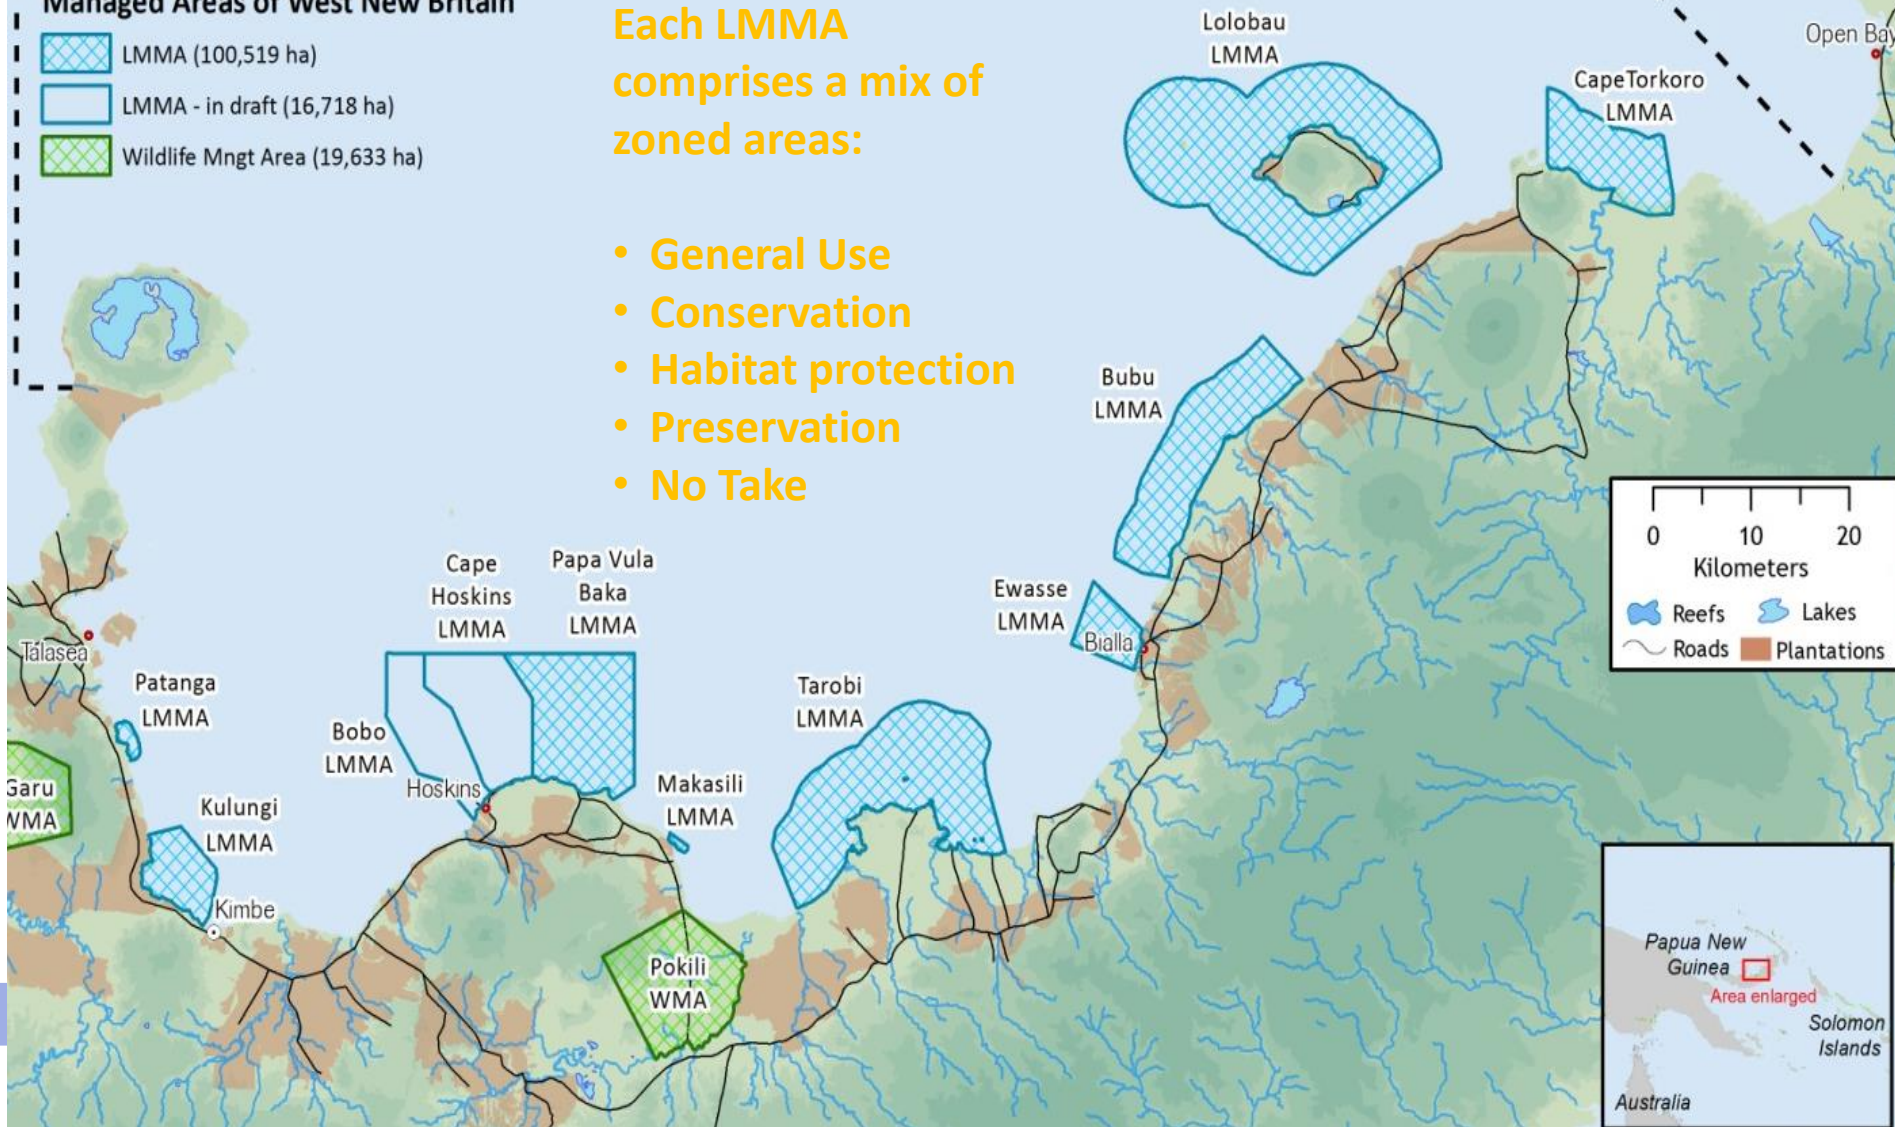 Managed Areas of West New Britain
LMMA (100,519 ha)
LMMA - in draft (16,718 ha)
Wildlife Mngt Area (19,633 ha)
Each LMMA
comprises a mix of
zoned areas:
• General Use
• Conservation
• Habitat protection
• Preservation
• No Take
Lolobau
LMMA
Open Bay
CapeTorkoro
LMMA
Bubu
LMMA
0 10 20
Kilometers
Reefs Lakes
Roads Plantations
Cape
Hoskins
LMMA
Papa Vula
Baka
LMMA
Ewasse
LMMA
Bialla
Talasea
Patanga
LMMA
Bobo
LMMA
Hoskins
Tarobi
LMMA
Makasili
LMMA
Garu
WMA
Kulungi
LMMA
Kimbe
Pokili
WMA
Papua New
Guinea
Area enlarged
Solomon
Islands
Australia